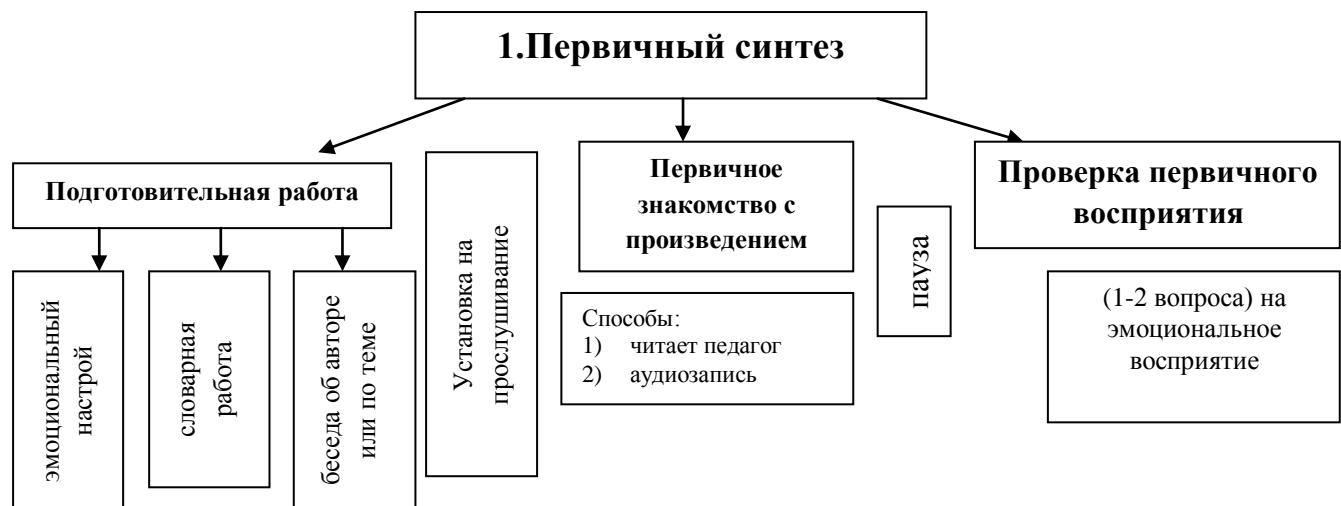 1.Первичный синтез
Подготовительная работа
эмоциональный
настрой
словарная
работа
беседа об авторе
или по теме
Установка на
прослушивание
Первичное
знакомство с
произведением
Способы:
1) читает педагог
2) аудиозапись
пауза
Проверка первичного
восприятия
(1-2 вопроса) на
эмоциональное
восприятие